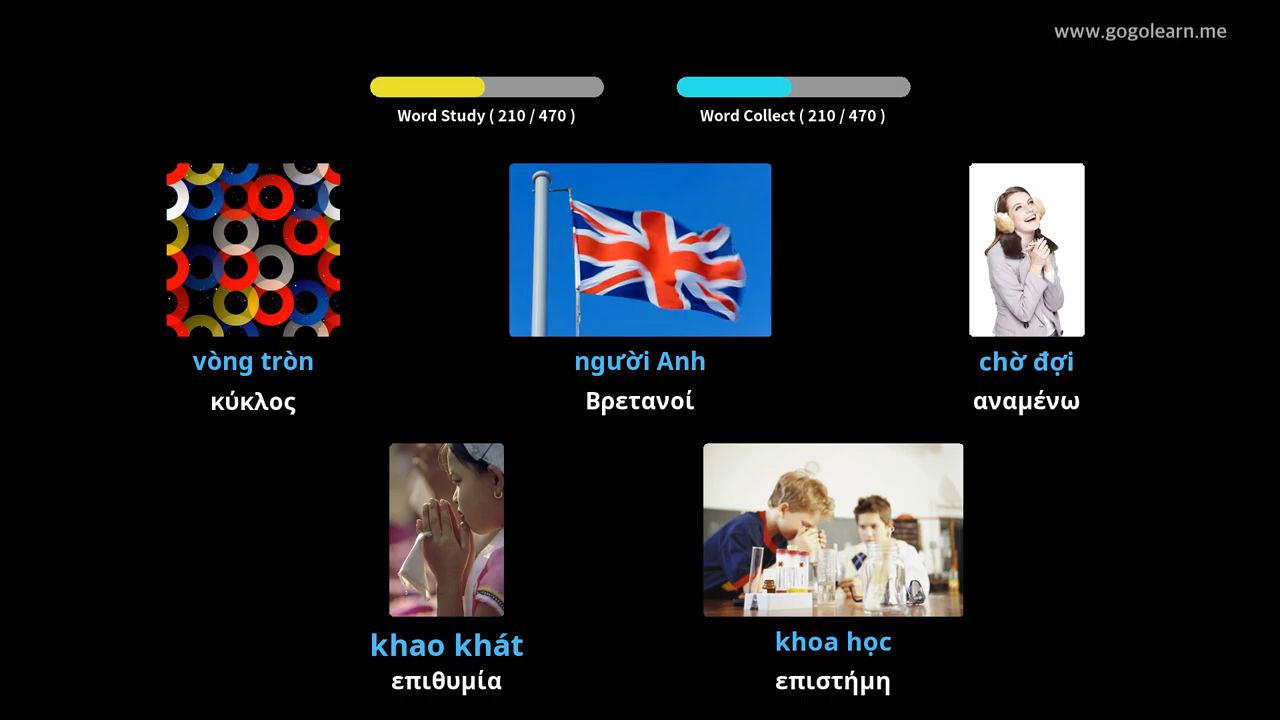 www.gogolearn.me
Word Study ( 210 / 470 )
Word Collect ( 210 / 470 )
vòng tròn
κύκλος
người Anh
Βρετανοί
chờ đợi
αναμένω
khao khát
επιθυμία
khoa học
επιστήμη